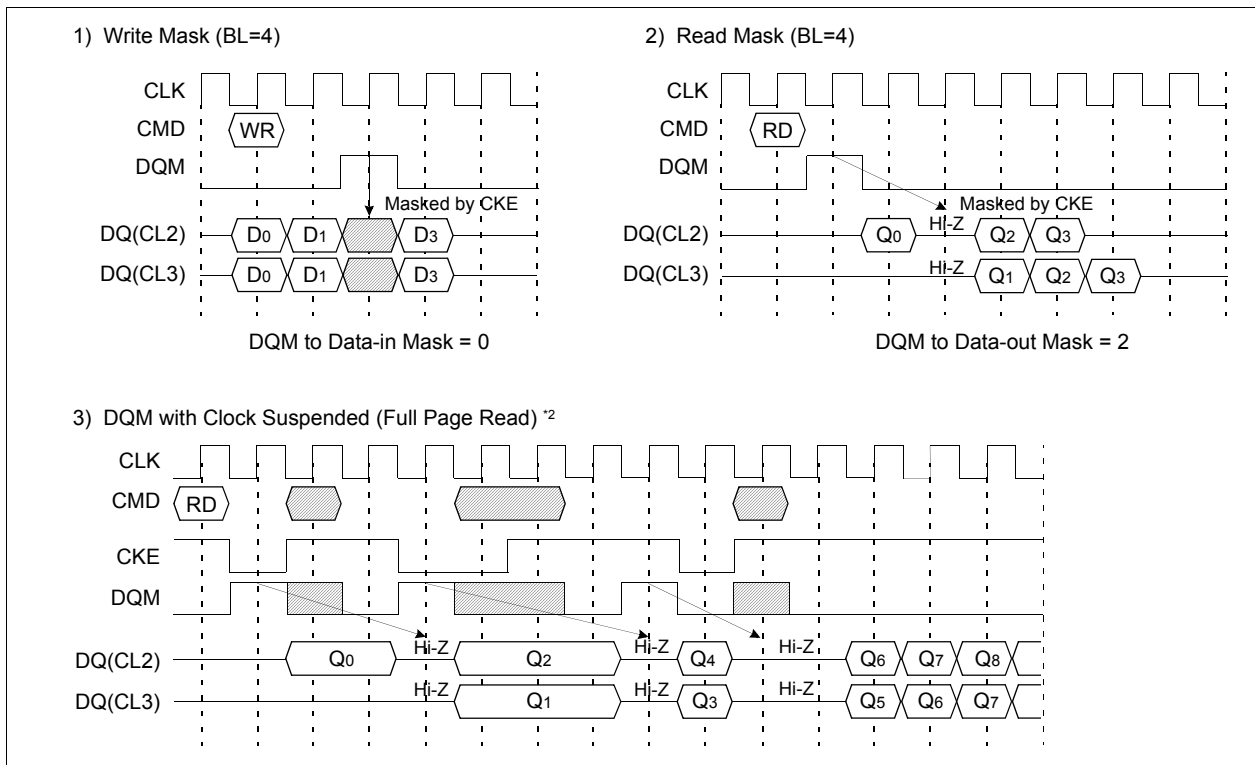 1) Write Mask (BL=4)
CLK
CMD WR
DQM
Masked by CKE
DQ(CL2) D0 D1 D3
DQ(CL3) D0 D1 D3
DQM to Data-in Mask = 0
2) Read Mask (BL=4)
CLK
CMD RD
DQM
Masked by CKE
DQ(CL2) Q0 Hi-Z Q2 Q3
DQ(CL3) Hi-Z Q1 Q2 Q3
DQM to Data-out Mask = 2
3) DQM with Clock Suspended (Full Page Read) *2
CLK
CMD RD
CKE
DQM
DQ(CL2) Q0 Hi-Z Q2 Hi-Z Q4 Hi-Z Q6 Q7 Q8
DQ(CL3) Hi-Z Q1 Hi-Z Q3 Hi-Z Q5 Q6 Q7